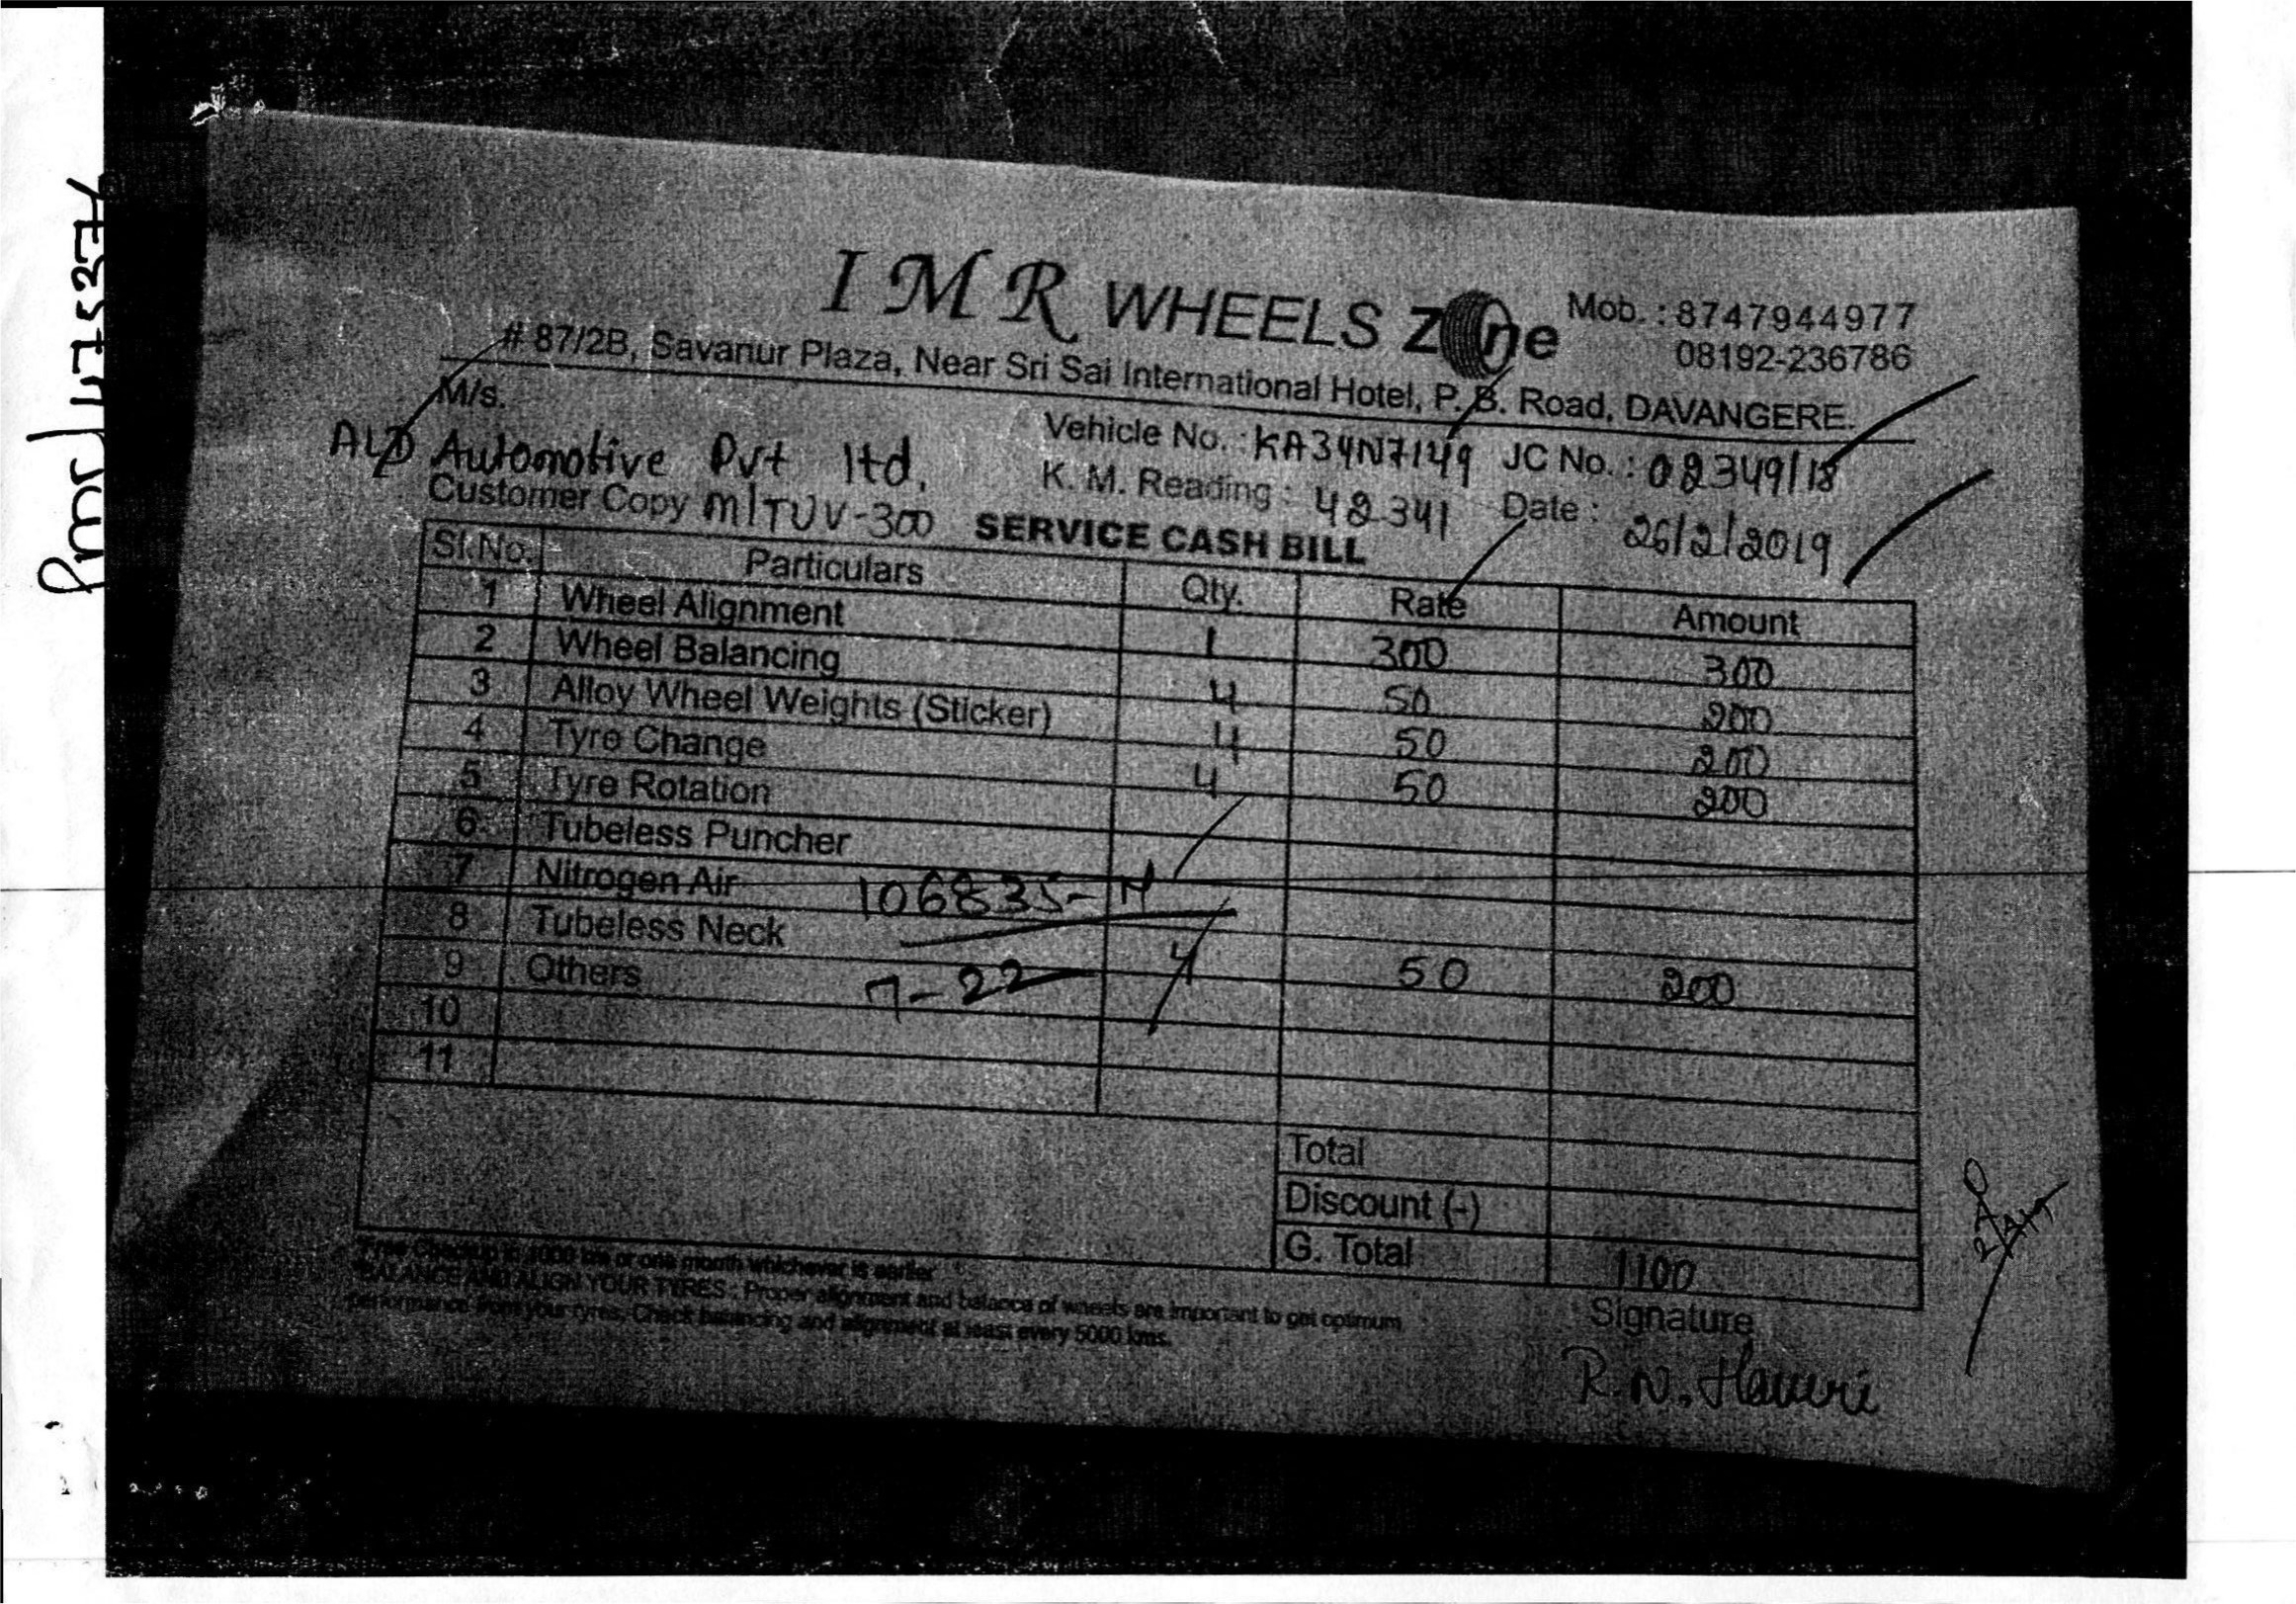 I M R WHEELS ZOne
Mob. : 8747944977
08192-236786
# 87/2B, Savanur Plaza, Near Sri Sai International Hotel, P. B. Road, DAVANGERE.
M/s.
ALD Automotive Pvt ltd.
Vehicle No. : KA34N7149 JC No. : 02349/18
K. M. Reading : 42341 Date : 26/2/2019
Customer Copy M/TUV-300 SERVICE CASH BILL
Sl.No. Particulars Qty. Rate Amount
1 Wheel Alignment 1 300 300
2 Wheel Balancing 4 50 200
3 Alloy Wheel Weights (Sticker) 4 50 200
4 Tyre Change 4 50 200
5 Tyre Rotation
6 Tubeless Puncher
7 Nitrogen Air 106835-N
8 Tubeless Neck 4 50 200
9 Others 7-22
10
11
Total
Discount (-)
G. Total 1100
Free Checkup in 1000 km or one month whichever is earlier
BALANCE AND ALIGN YOUR TYRES : Proper alignment and balance of wheels are important to get optimum
performance from your tyres. Check balancing and alignment at least every 5000 kms.
Signature
R. N. Haveri